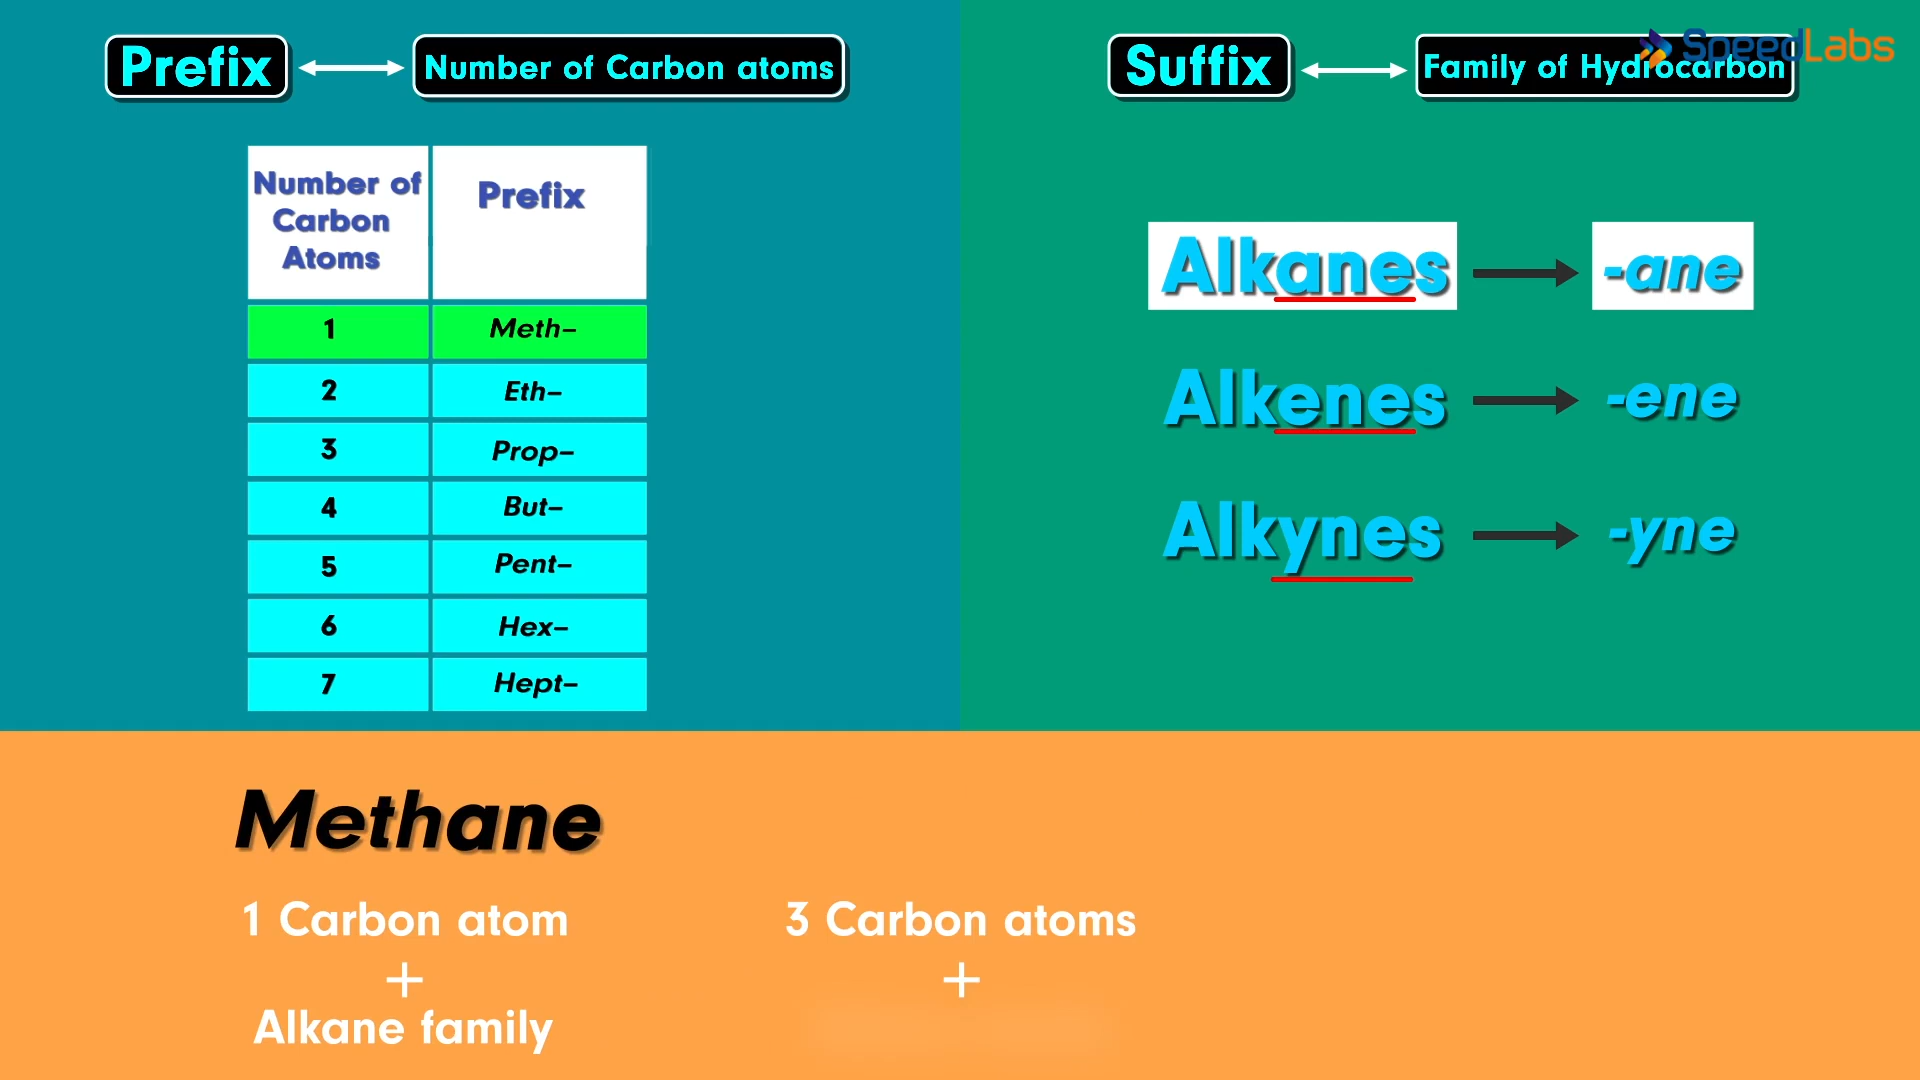 Prefix
Number of Carbon atoms
Number of
Carbon
Atoms
Prefix
1
Meth–
2
Eth–
3
Prop–
4
But–
5
Pent–
6
Hex–
7
Hept–
Suffix
Family of Hydrocarbon
SpeedLabs
Alkanes
-ane
Alkenes
-ene
Alkynes
-yne
Methane
1 Carbon atom
+
Alkane family
3 Carbon atoms
+